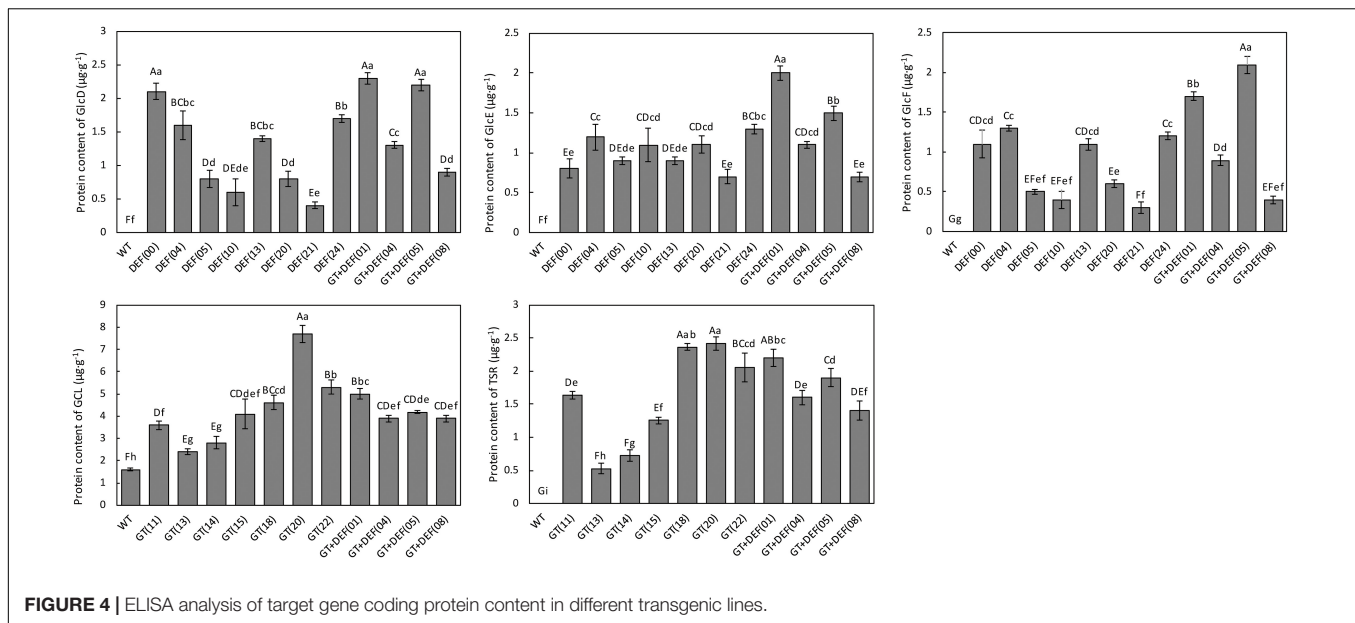 Protein content of GlcD (μg·g⁻¹)
3
2.5
2
1.5
1
0.5
0
Ff Aa BCbc Dd DEde BCbc Dd Ee Bb Aa Cc Aa Dd
WT DEF(00) DEF(04) DEF(05) DEF(10) DEF(13) DEF(20) DEF(21) DEF(24) GT+DEF(01) GT+DEF(04) GT+DEF(05) GT+DEF(08)
Protein content of GlcE (μg·g⁻¹)
2.5
2
1.5
1
0.5
0
Ff Ee Cc DEde CDcd DEde CDcd Ee BCbc Aa CDcd Bb Ee
WT DEF(00) DEF(04) DEF(05) DEF(10) DEF(13) DEF(20) DEF(21) DEF(24) GT+DEF(01) GT+DEF(04) GT+DEF(05) GT+DEF(08)
Protein content of GlcF (μg·g⁻¹)
2.5
2
1.5
1
0.5
0
Gg CDcd Cc EFef EFef CDcd Ee Ff Cc Bb Dd Aa EFef
WT DEF(00) DEF(04) DEF(05) DEF(10) DEF(13) DEF(20) DEF(21) DEF(24) GT+DEF(01) GT+DEF(04) GT+DEF(05) GT+DEF(08)
Protein content of GCL (μg·g⁻¹)
9
8
7
6
5
4
3
2
1
0
Fh Df Eg Eg CDdef BCcd Aa Bb Bbc CDef CDde CDef
WT GT(11) GT(13) GT(14) GT(15) GT(18) GT(20) GT(22) GT+DEF(01) GT+DEF(04) GT+DEF(05) GT+DEF(08)
Protein content of TSR (μg·g⁻¹)
3
2.5
2
1.5
1
0.5
0
Gi De Fh Fg Ef Aab Aa BCcd ABbc De Cd DEf
WT GT(11) GT(13) GT(14) GT(15) GT(18) GT(20) GT(22) GT+DEF(01) GT+DEF(04) GT+DEF(05) GT+DEF(08)
FIGURE 4 | ELISA analysis of target gene coding protein content in different transgenic lines.